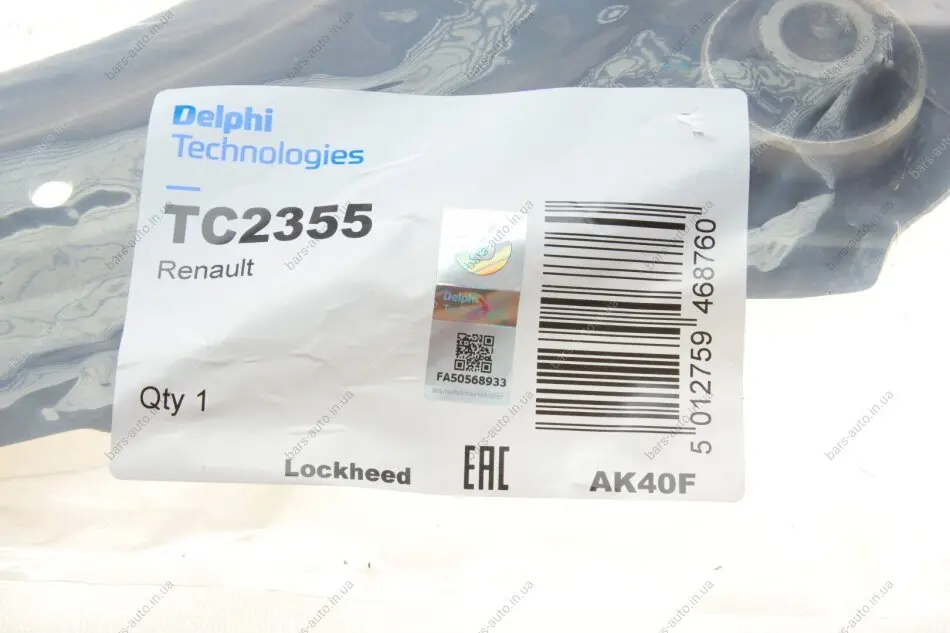 Delphi
Technologies
TC2355
Renault
Qty 1
Delphi
FA50568933
5 012759 468760
Lockheed
EAC
AK40F
bars-auto.in.ua